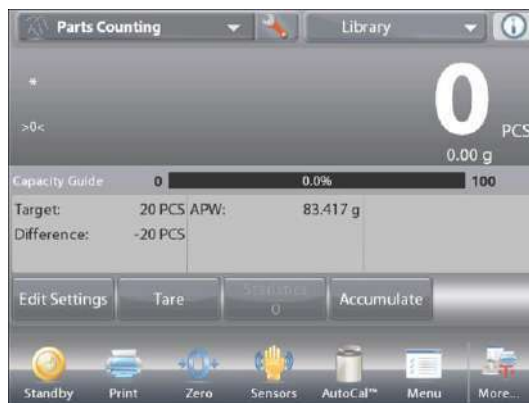 Parts Counting Library
*
>0<
0 PCS
0.00 g
Capacity Guide 0 0.0% 100
Target: 20 PCS APW: 83.417 g
Difference: -20 PCS
Edit Settings Tare Statistics Accumulate
0
Standby Print Zero Sensors AutoCal™ Menu More...